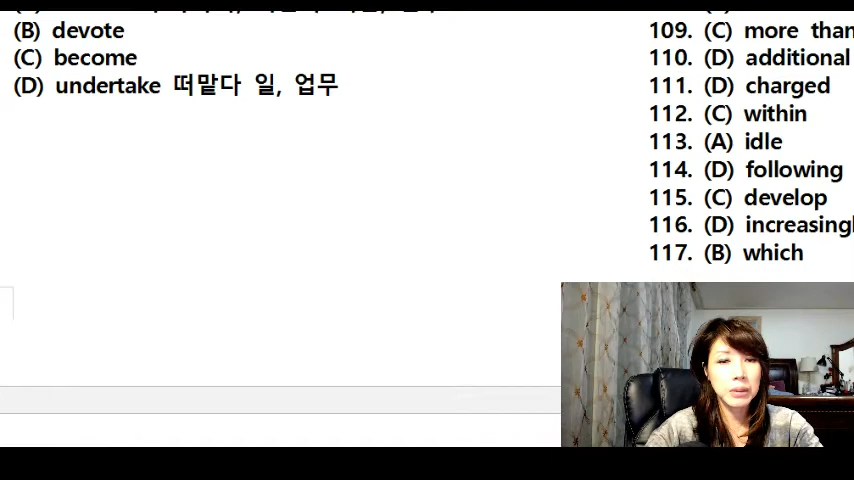 (B) devote
(C) become
(D) undertake 떠맡다 일, 업무
109. (C) more than
110. (D) additional
111. (D) charged
112. (C) within
113. (A) idle
114. (D) following
115. (C) develop
116. (D) increasingl
117. (B) which